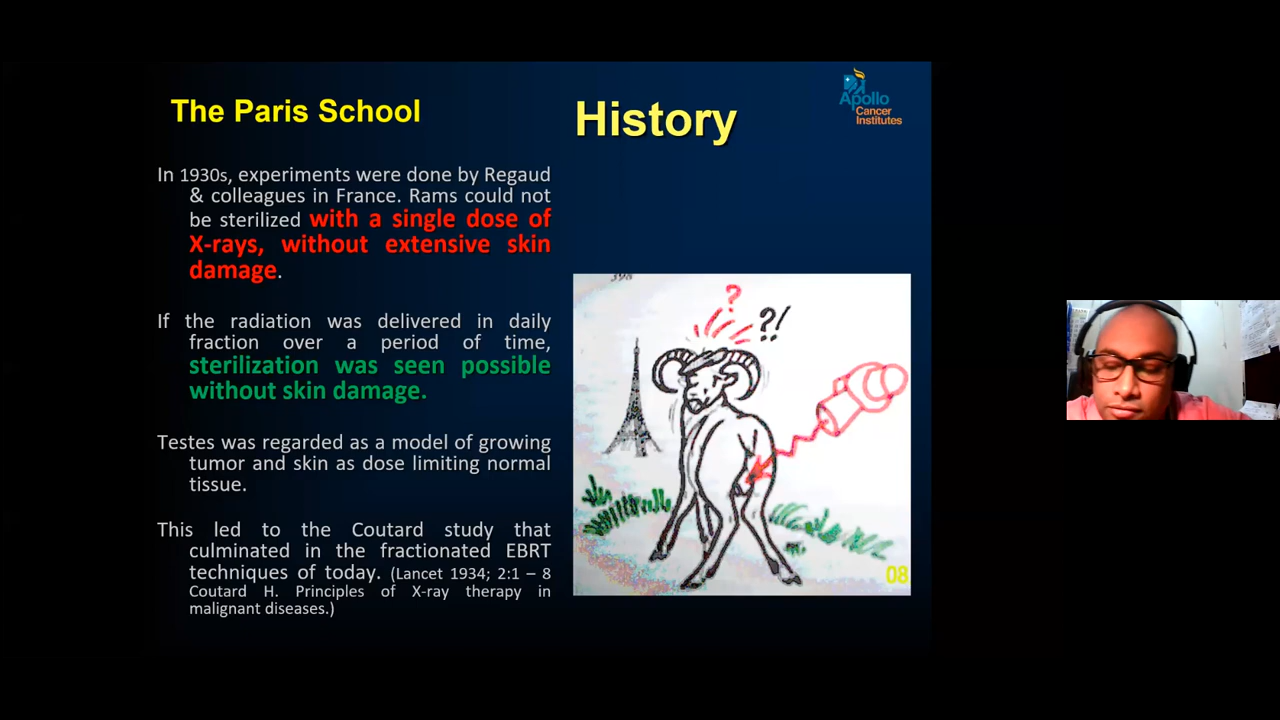 The Paris School
History
Apollo
Cancer
Institutes
In 1930s, experiments were done by Regaud
& colleagues in France. Rams could not
be sterilized with a single dose of
X-rays, without extensive skin
damage.
If the radiation was delivered in daily
fraction over a period of time,
sterilization was seen possible
without skin damage.
Testes was regarded as a model of growing
tumor and skin as dose limiting normal
tissue.
This led to the Coutard study that
culminated in the fractionated EBRT
techniques of today. (Lancet 1934; 2:1 – 8
Coutard H. Principles of X-ray therapy in
malignant diseases.)
?
?!
08